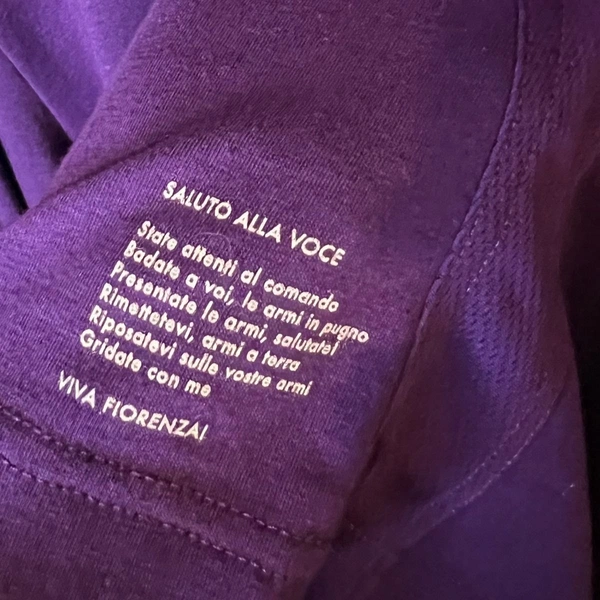 SALUTO ALLA VOCE
State attenti al comando
Badate a voi, le armi in pugno
Presentate le armi, salutate!
Rimettetevi, armi a terra
Riposatevi sulle vostre armi
Gridate con me
VIVA FIORENZA!